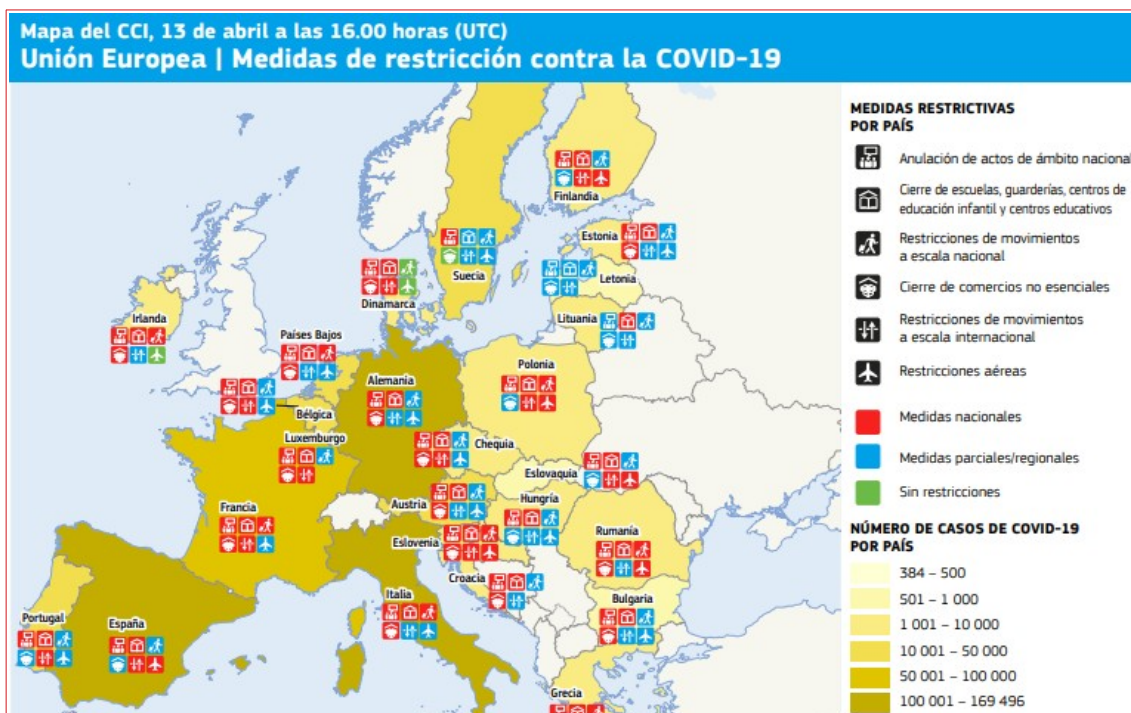 Mapa del CCI, 13 de abril a las 16.00 horas (UTC)
Unión Europea | Medidas de restricción contra la COVID-19
Finlandia
Estonia
Suecia
Letonia
Dinamarca
Lituania
Irlanda
Países Bajos
Polonia
Alemania
Bélgica
Luxemburgo
Chequia
Eslovaquia
Hungría
Austria
Francia
Rumanía
Eslovenia
Croacia
Italia
Bulgaria
Portugal
España
Grecia
MEDIDAS RESTRICTIVAS
POR PAÍS
Anulación de actos de ámbito nacional
Cierre de escuelas, guarderías, centros de
educación infantil y centros educativos
Restricciones de movimientos
a escala nacional
Cierre de comercios no esenciales
Restricciones de movimientos
a escala internacional
Restricciones aéreas
Medidas nacionales
Medidas parciales/regionales
Sin restricciones
NÚMERO DE CASOS DE COVID-19
POR PAÍS
384 – 500
501 – 1 000
1 001 – 10 000
10 001 – 50 000
50 001 – 100 000
100 001 – 169 496